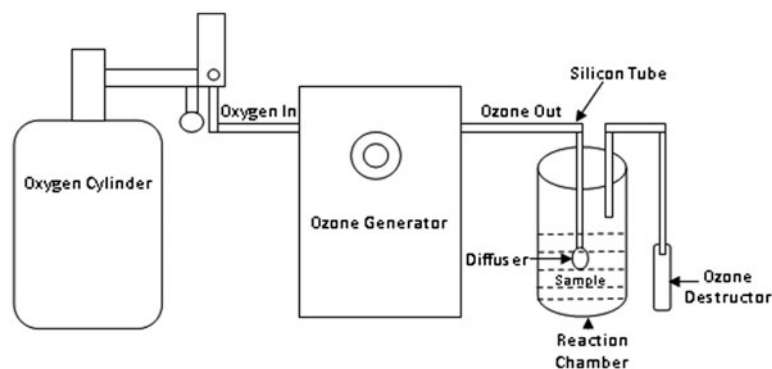 Silicon Tube
Oxygen In
Ozone Out
Oxygen Cylinder
Ozone Generator
Diffuser
Sample
Ozone
Destructor
Reaction
Chamber